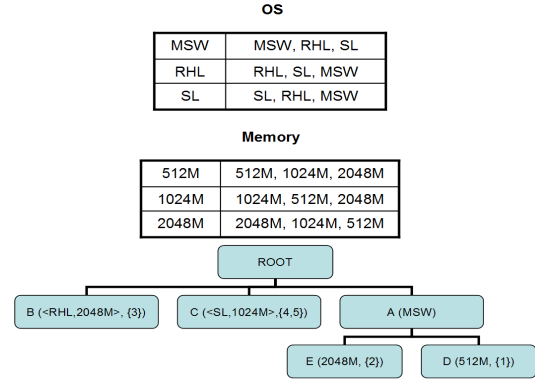 OS
MSW MSW, RHL, SL
RHL RHL, SL, MSW
SL SL, RHL, MSW
Memory
512M 512M, 1024M, 2048M
1024M 1024M, 512M, 2048M
2048M 2048M, 1024M, 512M
ROOT
B (<RHL,2048M>, {3}) C (<SL,1024M>,{4,5}) A (MSW)
E (2048M, {2}) D (512M, {1})